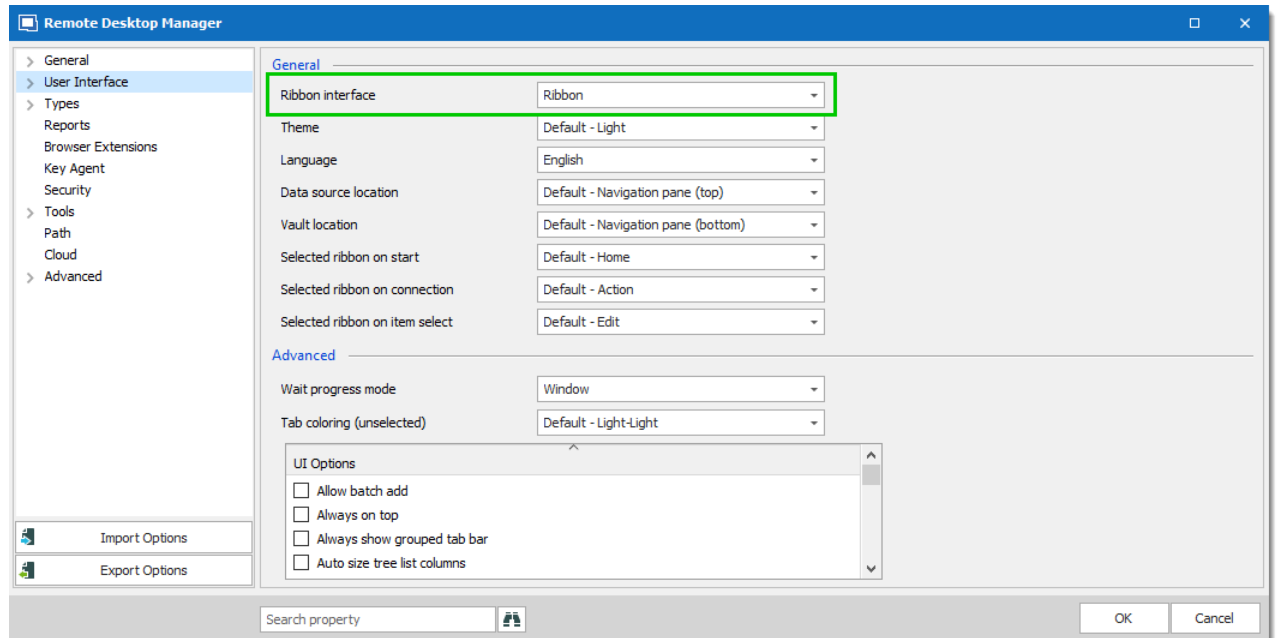 Remote Desktop Manager
General
User Interface
Types
Reports
Browser Extensions
Key Agent
Security
Tools
Path
Cloud
Advanced
Import Options
Export Options
General
Ribbon interface Ribbon
Theme Default - Light
Language English
Data source location Default - Navigation pane (top)
Vault location Default - Navigation pane (bottom)
Selected ribbon on start Default - Home
Selected ribbon on connection Default - Action
Selected ribbon on item select Default - Edit
Advanced
Wait progress mode Window
Tab coloring (unselected) Default - Light-Light
UI Options
Allow batch add
Always on top
Always show grouped tab bar
Auto size tree list columns
Search property
OK Cancel